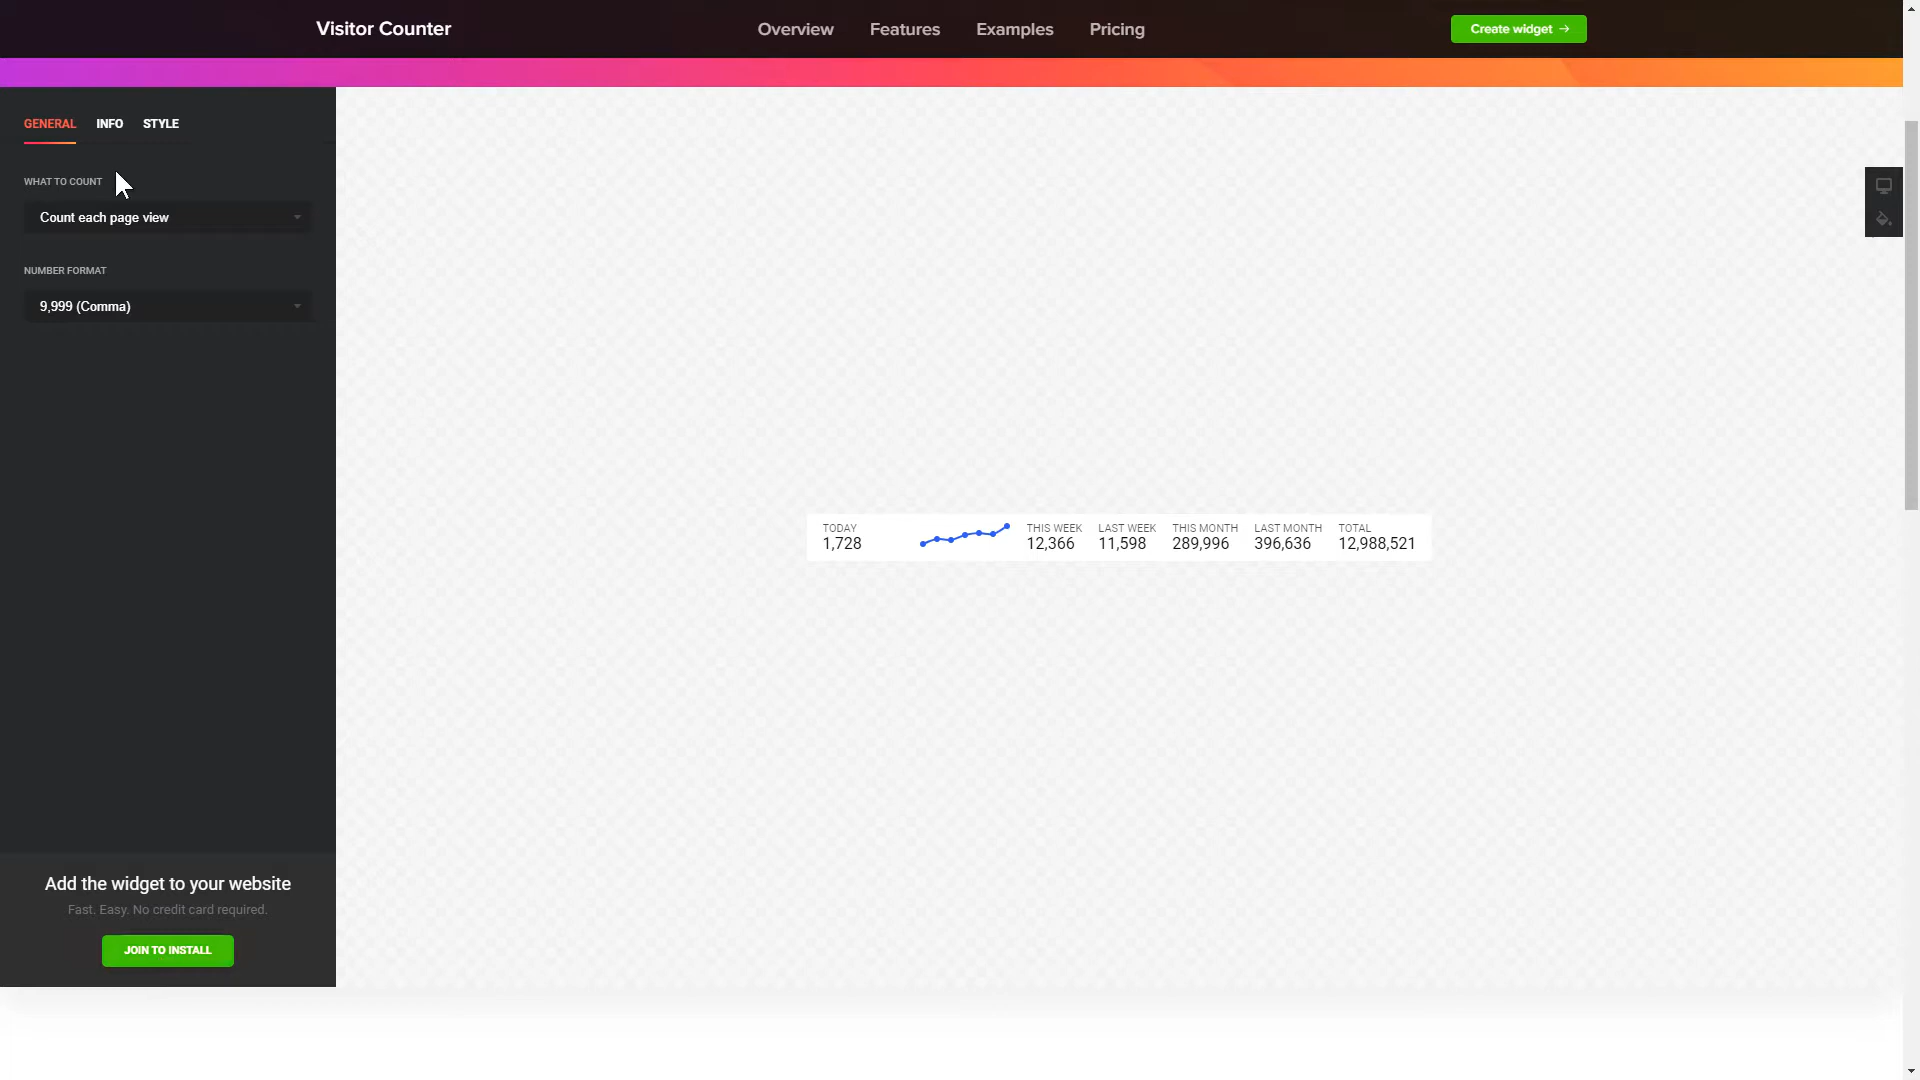 Visitor Counter
Overview Features Examples Pricing
Create widget →
GENERAL INFO STYLE
WHAT TO COUNT
Count each page view
NUMBER FORMAT
9,999 (Comma)
TODAY THIS WEEK LAST WEEK THIS MONTH LAST MONTH TOTAL
1,728 12,366 11,598 289,996 396,636 12,988,521
Add the widget to your website
Fast. Easy. No credit card required.
JOIN TO INSTALL